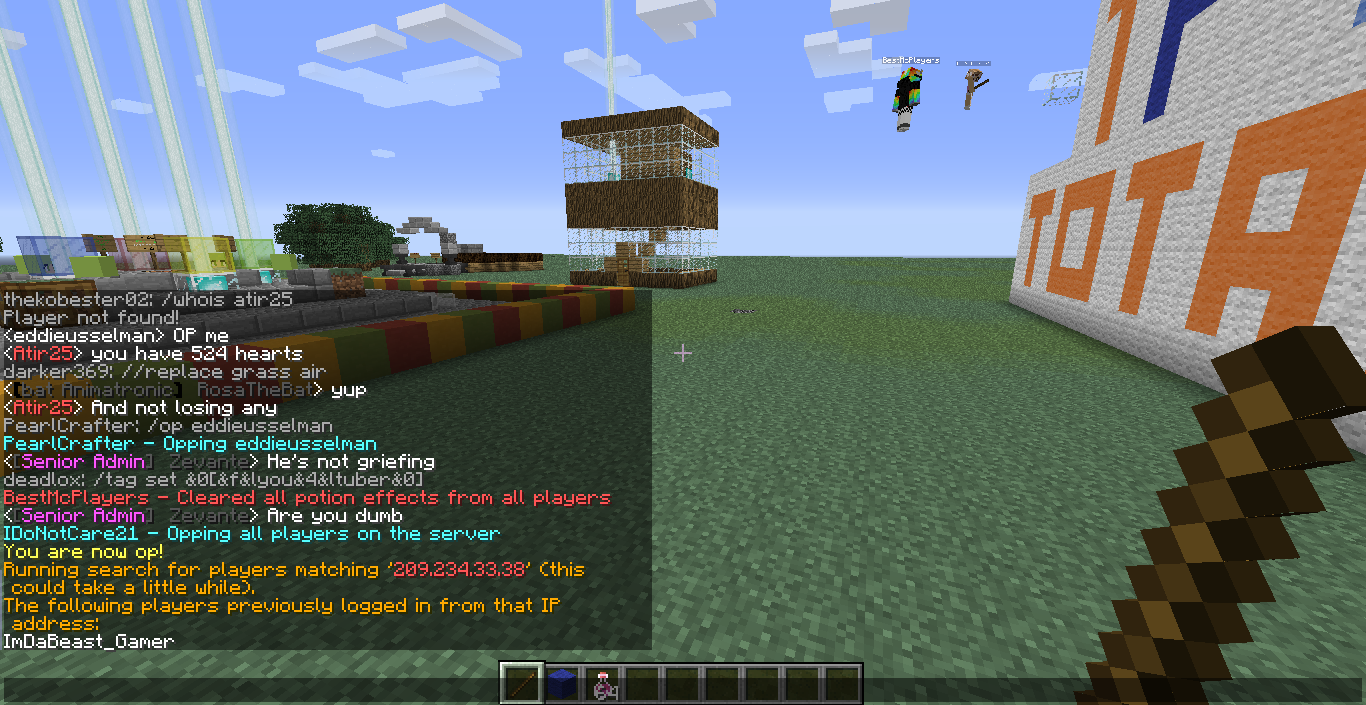 BestMcPlayers
1
TOTA
thekobester02: /whois atir25
Player not found!
<eddieusselman> OP me
<Atir25> you have 524 hearts
darker369: //replace grass air
<[bat Animatronic] RosaTheBat> yup
<Atir25> And not losing any
PearlCrafter: /op eddieusselman
PearlCrafter - Opping eddieusselman
<[Senior Admin] Zevante> He's not griefing
deadlox: /tag set &0[&f&lyou&4&ltuber&0]
BestMcPlayers - Cleared all potion effects from all players
<[Senior Admin] Zevante> Are you dumb
IDoNotCare21 - Opping all players on the server
You are now op!
Running search for players matching '209.234.33.38' (this
could take a little while).
The following players previously logged in from that IP
address:
ImDaBeast_Gamer
64